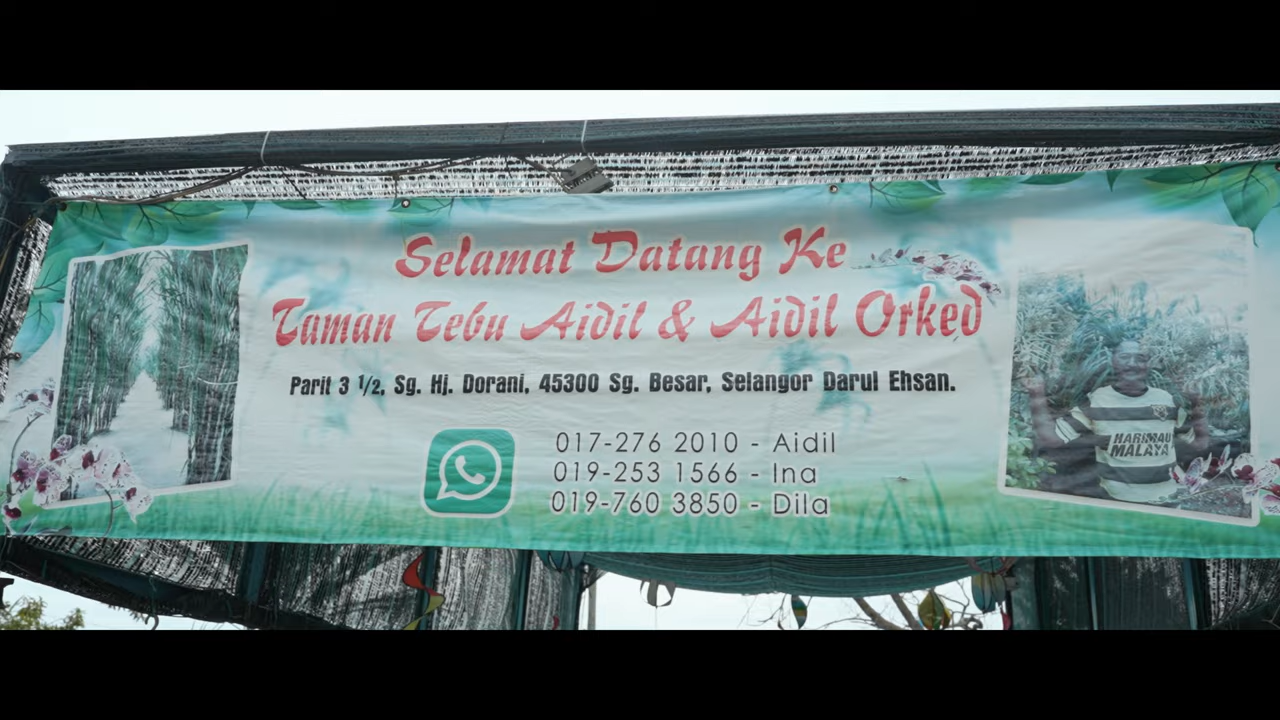 Selamat Datang Ke
Taman Tebu Aidil & Aidil Orked
Parit 3 1/2, Sg. Hj. Dorani, 45300 Sg. Besar, Selangor Darul Ehsan.
017-276 2010 - Aidil
019-253 1566 - Ina
019-760 3850 - Dila
HARIMAU
MALAYA